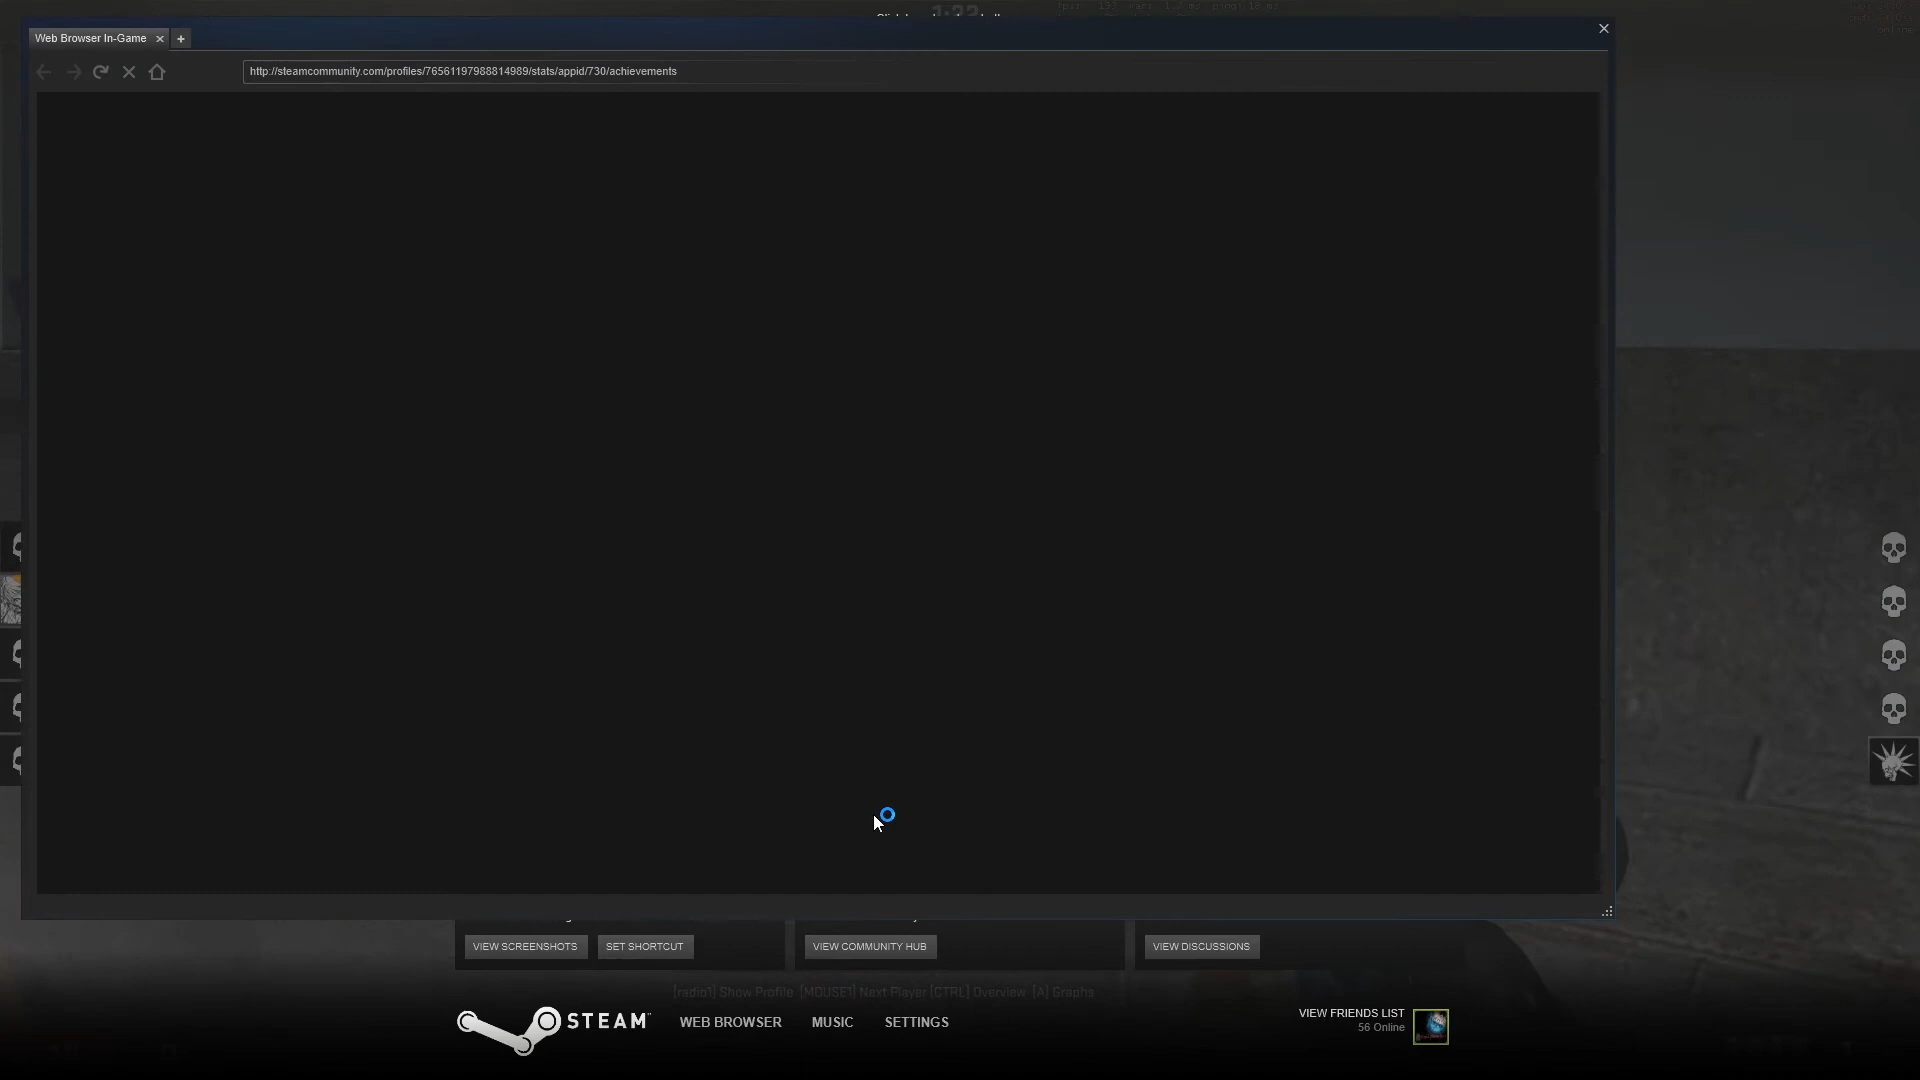 Web Browser In-Game
http://steamcommunity.com/profiles/76561197988814989/stats/appid/730/achievements
VIEW SCREENSHOTS SET SHORTCUT VIEW COMMUNITY HUB VIEW DISCUSSIONS
[radio1] Show Profile [MOUSE1] Next Player [CTRL] Overview [A] Graphs
STEAM WEB BROWSER MUSIC SETTINGS
VIEW FRIENDS LIST
56 Online